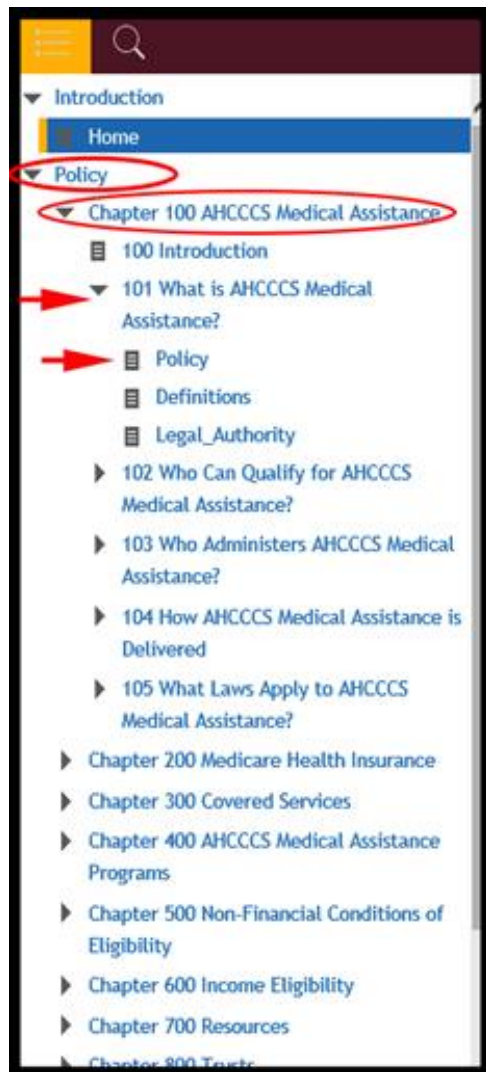 Introduction
Home
Policy
Chapter 100 AHCCCS Medical Assistance
100 Introduction
101 What is AHCCCS Medical
Assistance?
Policy
Definitions
Legal_Authority
102 Who Can Qualify for AHCCCS
Medical Assistance?
103 Who Administers AHCCCS Medical
Assistance?
104 How AHCCCS Medical Assistance is
Delivered
105 What Laws Apply to AHCCCS
Medical Assistance?
Chapter 200 Medicare Health Insurance
Chapter 300 Covered Services
Chapter 400 AHCCCS Medical Assistance
Programs
Chapter 500 Non-Financial Conditions of
Eligibility
Chapter 600 Income Eligibility
Chapter 700 Resources
Chapter 800 Trusts